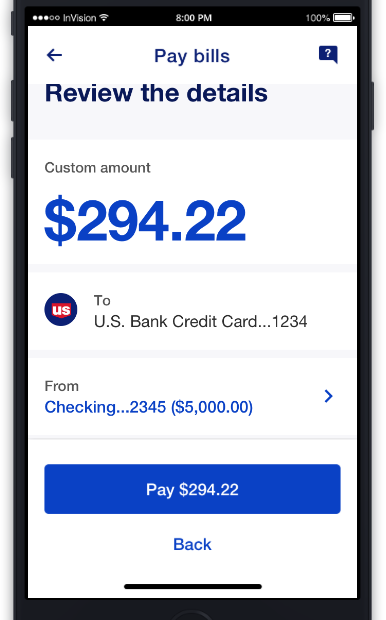 InVision 8:00 PM 100%
Pay bills ?
Review the details
Custom amount
$294.22
us
To
U.S. Bank Credit Card...1234
From
Checking...2345 ($5,000.00)
Pay $294.22
Back